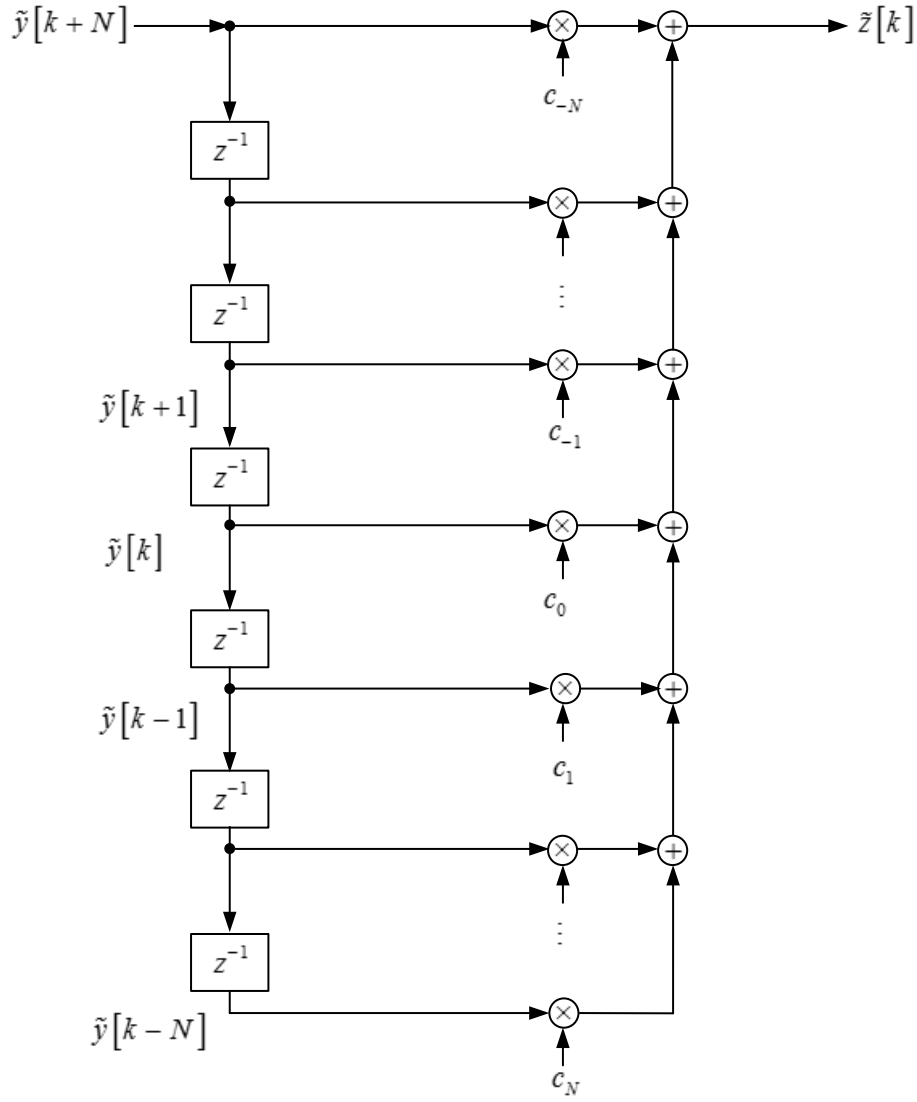 ỹ[k+N]
z̃[k]
c₋N
z⁻¹
z⁻¹
⋮
ỹ[k+1]
c₋₁
z⁻¹
ỹ[k]
c₀
z⁻¹
ỹ[k−1]
c₁
z⁻¹
⋮
z⁻¹
ỹ[k−N]
c_N